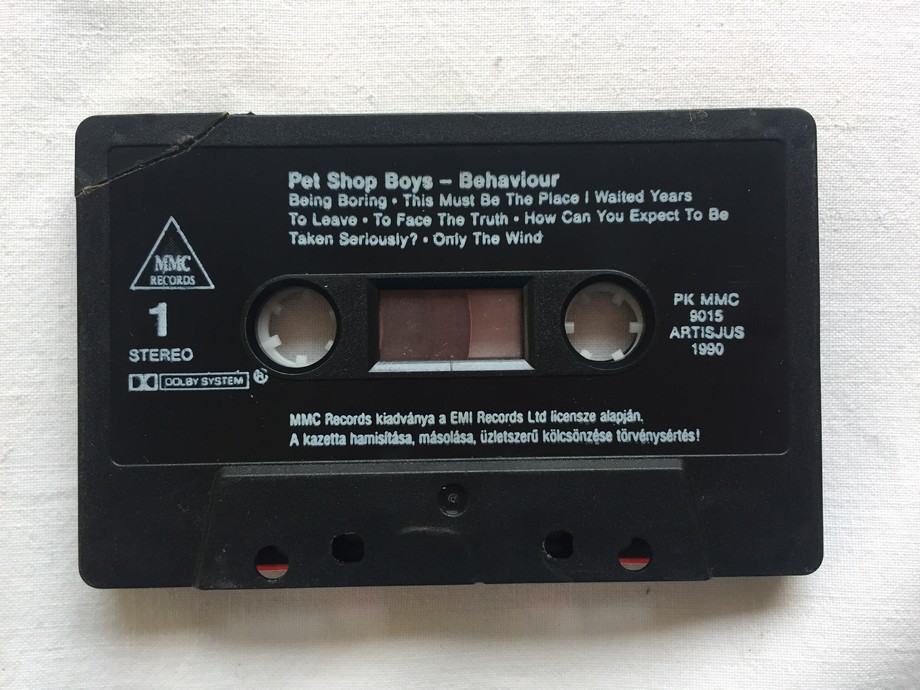 Pet Shop Boys – Behaviour
Being Boring • This Must Be The Place I Waited Years
To Leave • To Face The Truth • How Can You Expect To Be
Taken Seriously? • Only The Wind
MMC
RECORDS
1
STEREO
DOLBY SYSTEM ®
PK MMC
9015
ARTISJUS
1990
MMC Records kiadványa a EMI Records Ltd licensze alapján.
A kazetta hamisítása, másolása, üzletszerű kölcsönzése törvénysértés!